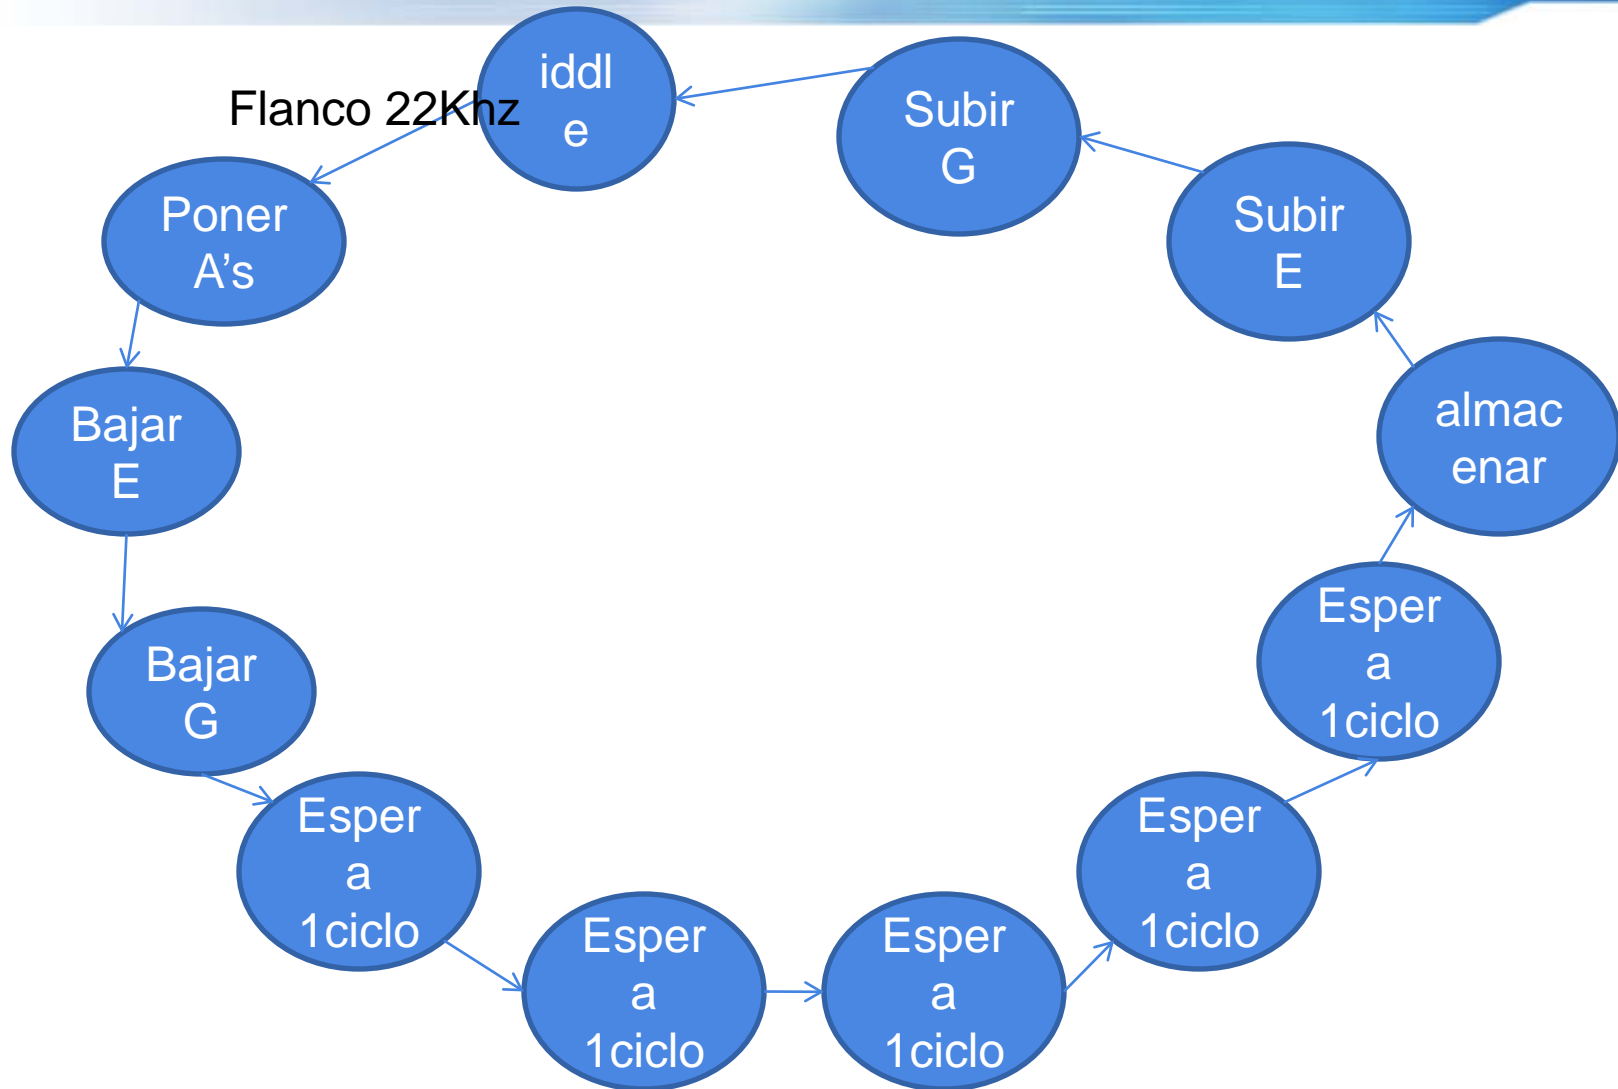 Flanco 22Khz
iddl
e
Poner
A’s
Bajar
E
Bajar
G
Esper
a
1ciclo
Esper
a
1ciclo
Esper
a
1ciclo
Esper
a
1ciclo
Esper
a
1ciclo
almac
enar
Subir
E
Subir
G